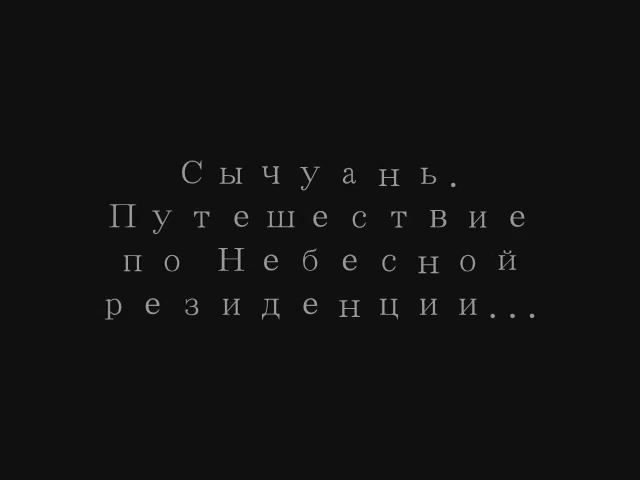 Сычуань.
Путешествие
по Небесной
резиденции...